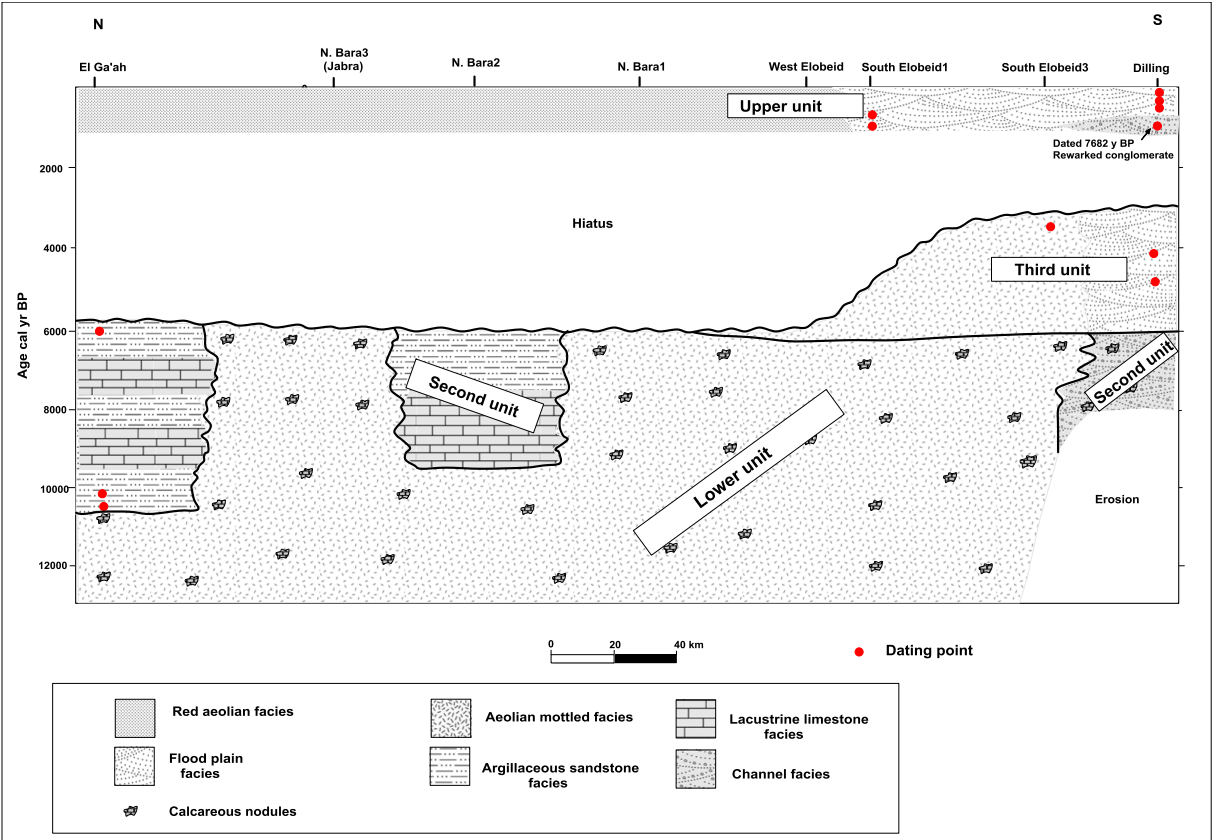 N
S
El Ga'ah
N. Bara3
(Jabra)
N. Bara2
N. Bara1
West Elobeid
South Elobeid1
South Elobeid3
Dilling
Upper unit
Dated 7682 y BP
Rewarked conglomerate
2000
Hiatus
4000
Third unit
6000
Second unit
Second unit
8000
Lower unit
10000
Erosion
12000
Age cal yr BP
0
20
40 km
Dating point
Red aeolian facies
Aeolian mottled facies
Lacustrine limestone
facies
Flood plain
facies
Argillaceous sandstone
facies
Channel facies
Calcareous nodules